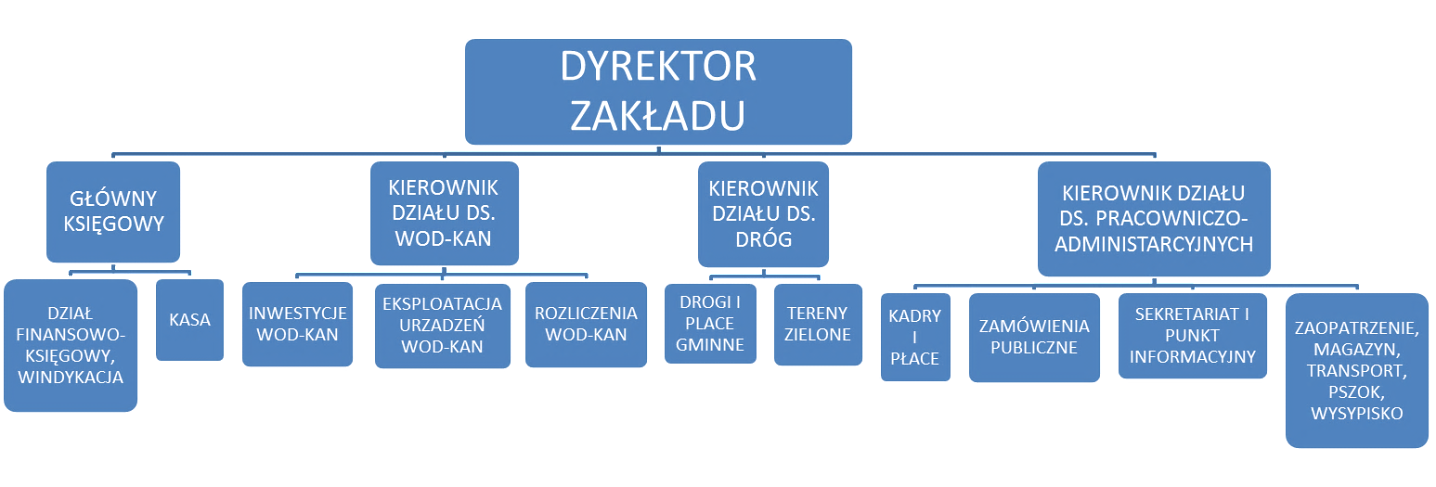 DYREKTOR
ZAKŁADU
GŁÓWNY
KSIĘGOWY
KIEROWNIK
DZIAŁU DS.
WOD-KAN
KIEROWNIK
DZIAŁU DS.
DRÓG
KIEROWNIK DZIAŁU
DS. PRACOWNICZO-
ADMINISTARCYJNYCH
DZIAŁ
FINANSOWO-
KSIĘGOWY,
WINDYKACJA
KASA
INWESTYCJE
WOD-KAN
EKSPLOATACJA
URZADZEŃ
WOD-KAN
ROZLICZENIA
WOD-KAN
DROGI I
PLACE
GMINNE
TERENY
ZIELONE
KADRY
I
PŁACE
ZAMÓWIENIA
PUBLICZNE
SEKRETARIAT I
PUNKT
INFORMACYJNY
ZAOPATRZENIE,
MAGAZYN,
TRANSPORT,
PSZOK,
WYSYPISKO